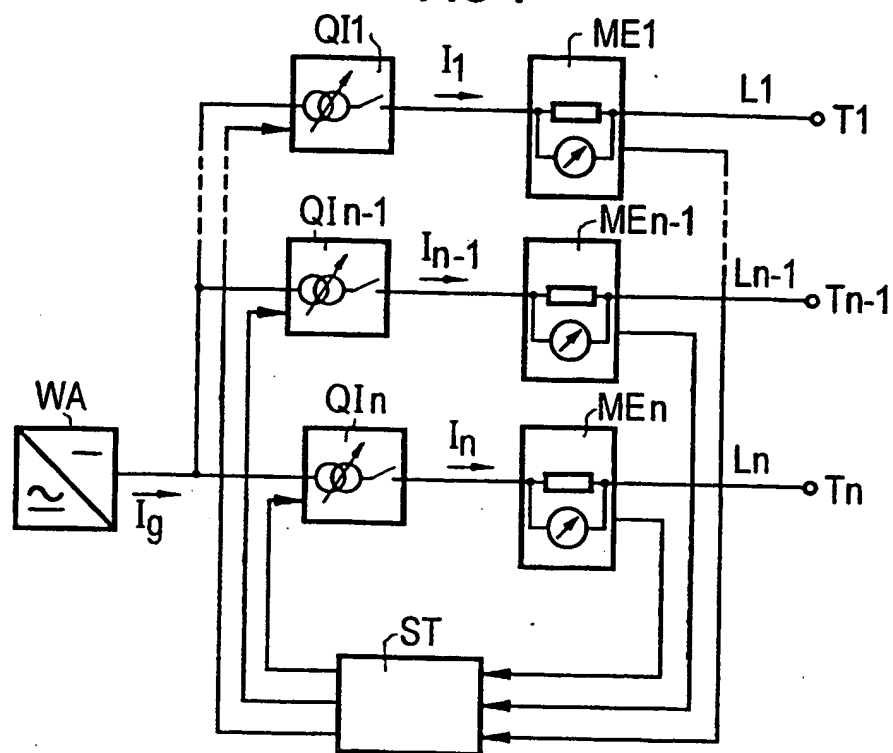 QI1
ME1
I1
L1
T1
QIn-1
MEn-1
In-1
Ln-1
Tn-1
WA
QIn
MEn
In
Ln
Tn
Ig
ST